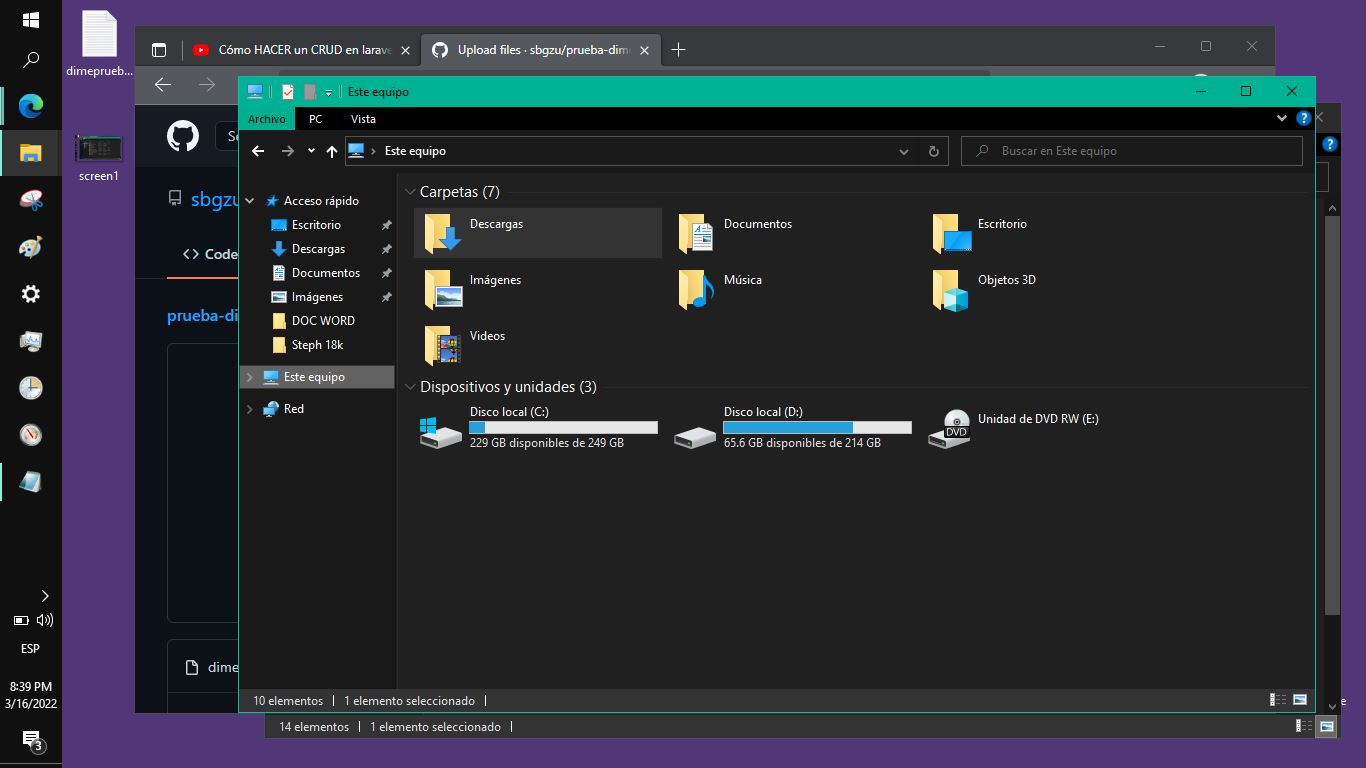 dimeprueb...
screen1
ESP
8:39 PM
3/16/2022
3
Cómo HACER un CRUD en larave
Upload files · sbgzu/prueba-dim
sbgzu
<> Code
prueba-di
dime
Este equipo
Archivo PC Vista
Este equipo
Buscar en Este equipo
Acceso rápido
Escritorio
Descargas
Documentos
Imágenes
DOC WORD
Steph 18k
Este equipo
Red
Carpetas (7)
Descargas
Documentos
Escritorio
Imágenes
Música
Objetos 3D
Videos
Dispositivos y unidades (3)
Disco local (C:)
229 GB disponibles de 249 GB
Disco local (D:)
65.6 GB disponibles de 214 GB
Unidad de DVD RW (E:)
DVD
10 elementos 1 elemento seleccionado
14 elementos 1 elemento seleccionado